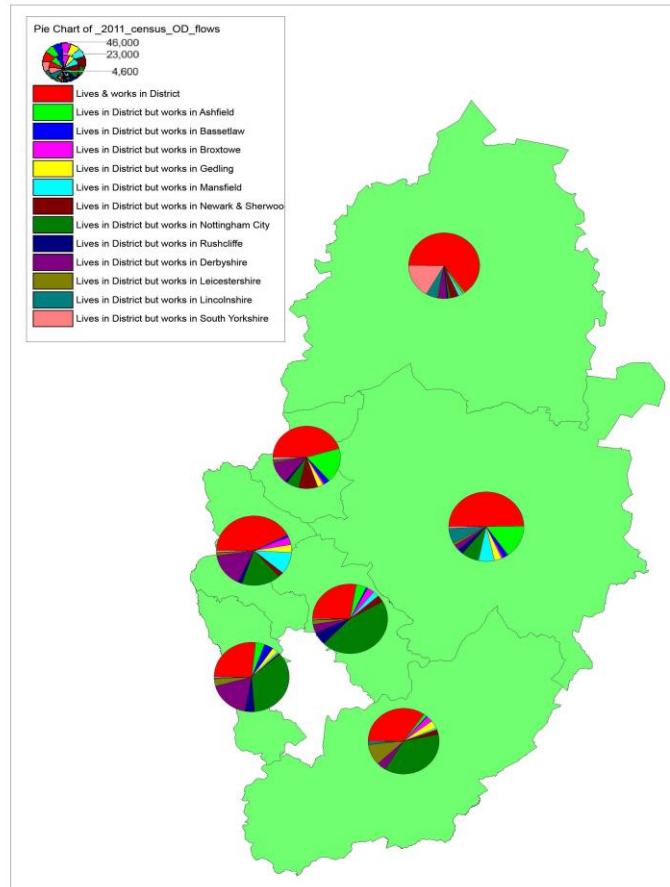 Pie Chart of _2011_census_OD_flows
46,000
23,000
4,600
Lives & works in District
Lives in District but works in Ashfield
Lives in District but works in Bassetlaw
Lives in District but works in Broxtowe
Lives in District but works in Gedling
Lives in District but works in Mansfield
Lives in District but works in Newark & Sherwoo
Lives in District but works in Nottingham City
Lives in District but works in Rushcliffe
Lives in District but works in Derbyshire
Lives in District but works in Leicestershire
Lives in District but works in Lincolnshire
Lives in District but works in South Yorkshire